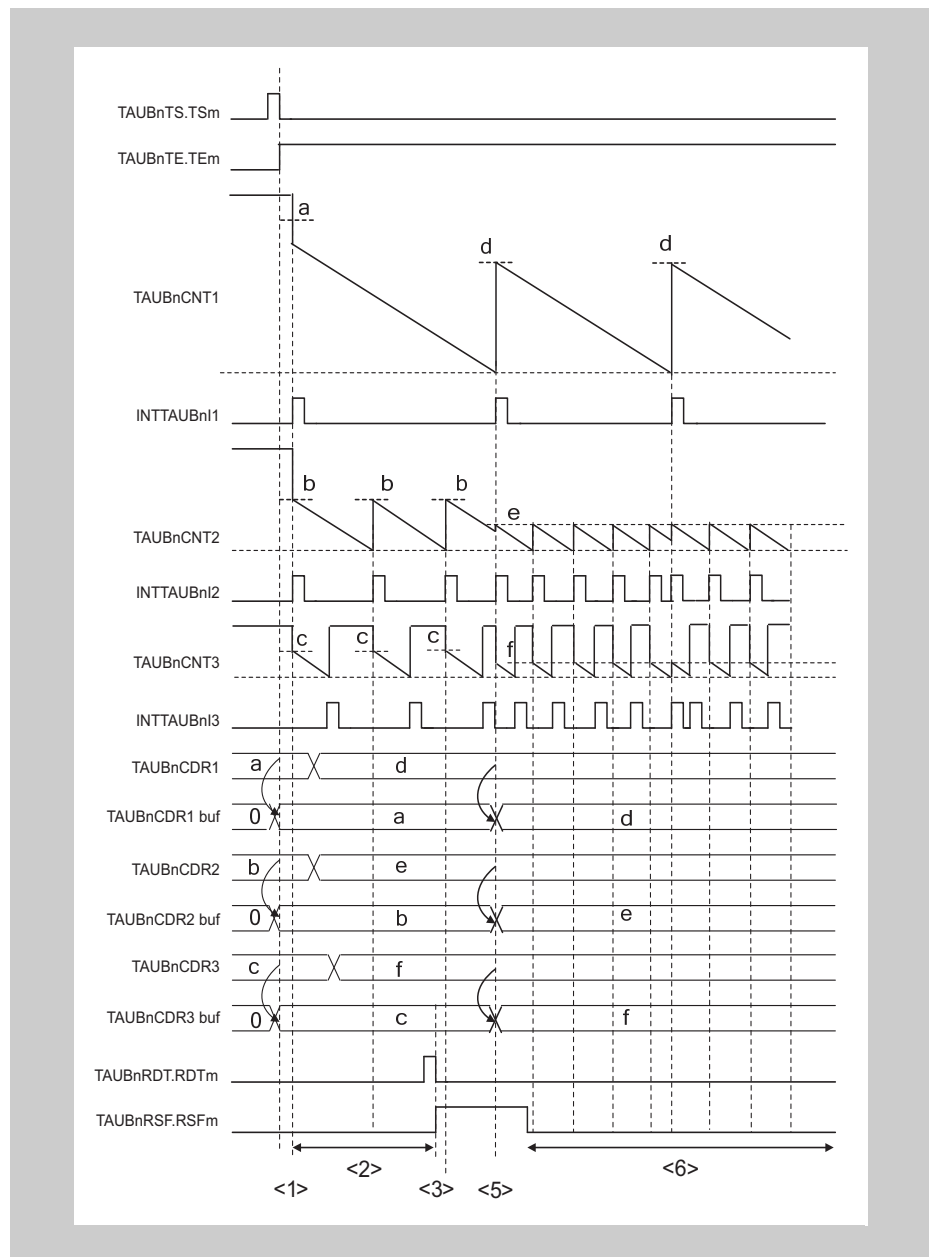 TAUBnTS.TSm
TAUBnTE.TEm
a
d
d
TAUBnCNT1
INTTAUBnI1
b
b
b
e
TAUBnCNT2
INTTAUBnI2
c
c
c
f
TAUBnCNT3
INTTAUBnI3
TAUBnCDR1
a
d
TAUBnCDR1 buf
0
a
d
TAUBnCDR2
b
e
TAUBnCDR2 buf
0
b
e
TAUBnCDR3
c
f
TAUBnCDR3 buf
0
c
f
TAUBnRDT.RDTm
TAUBnRSF.RSFm
<2>
<6>
<1>
<3>
<5>